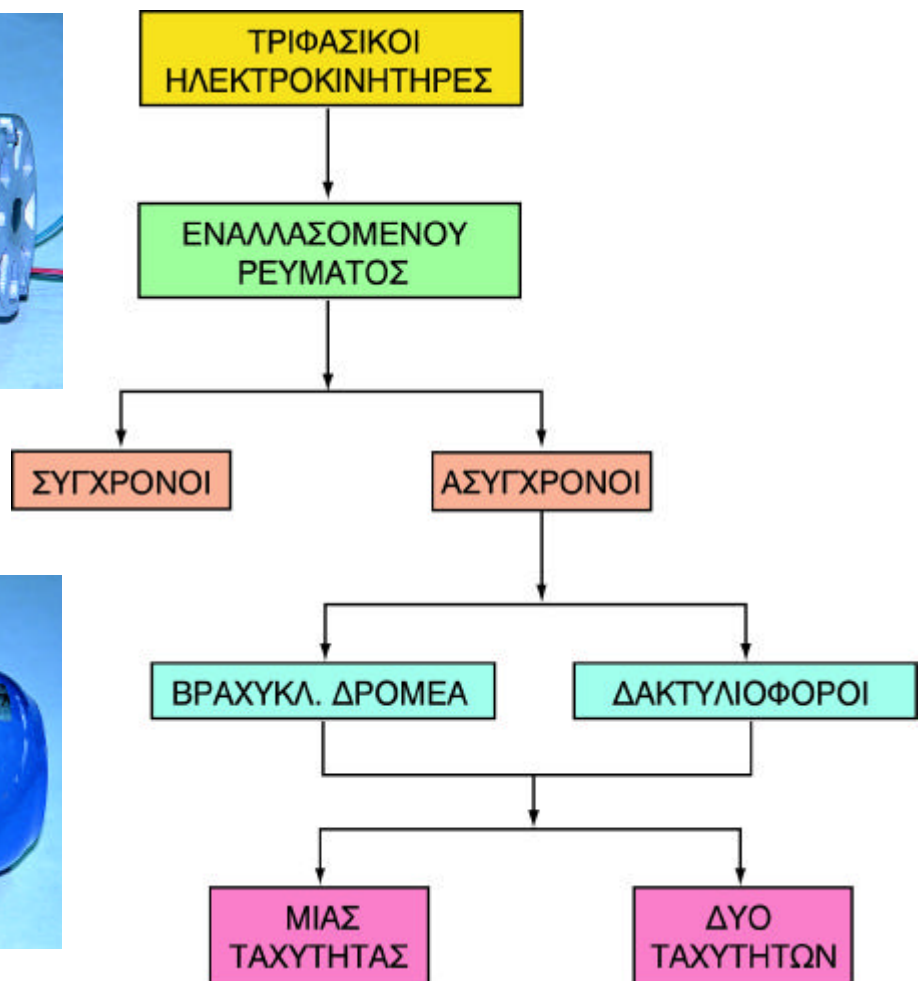 ΤΡΙΦΑΣΙΚΟΙ
ΗΛΕΚΤΡΟΚΙΝΗΤΗΡΕΣ
ΕΝΑΛΛΑΣΟΜΕΝΟΥ
ΡΕΥΜΑΤΟΣ
ΣΥΓΧΡΟΝΟΙ
ΑΣΥΓΧΡΟΝΟΙ
ΒΡΑΧΥΚΛ. ΔΡΟΜΕΑ
ΔΑΚΤΥΛΙΟΦΟΡΟΙ
ΜΙΑΣ
ΤΑΧΥΤΗΤΑΣ
ΔΥΟ
ΤΑΧΥΤΗΤΩΝ